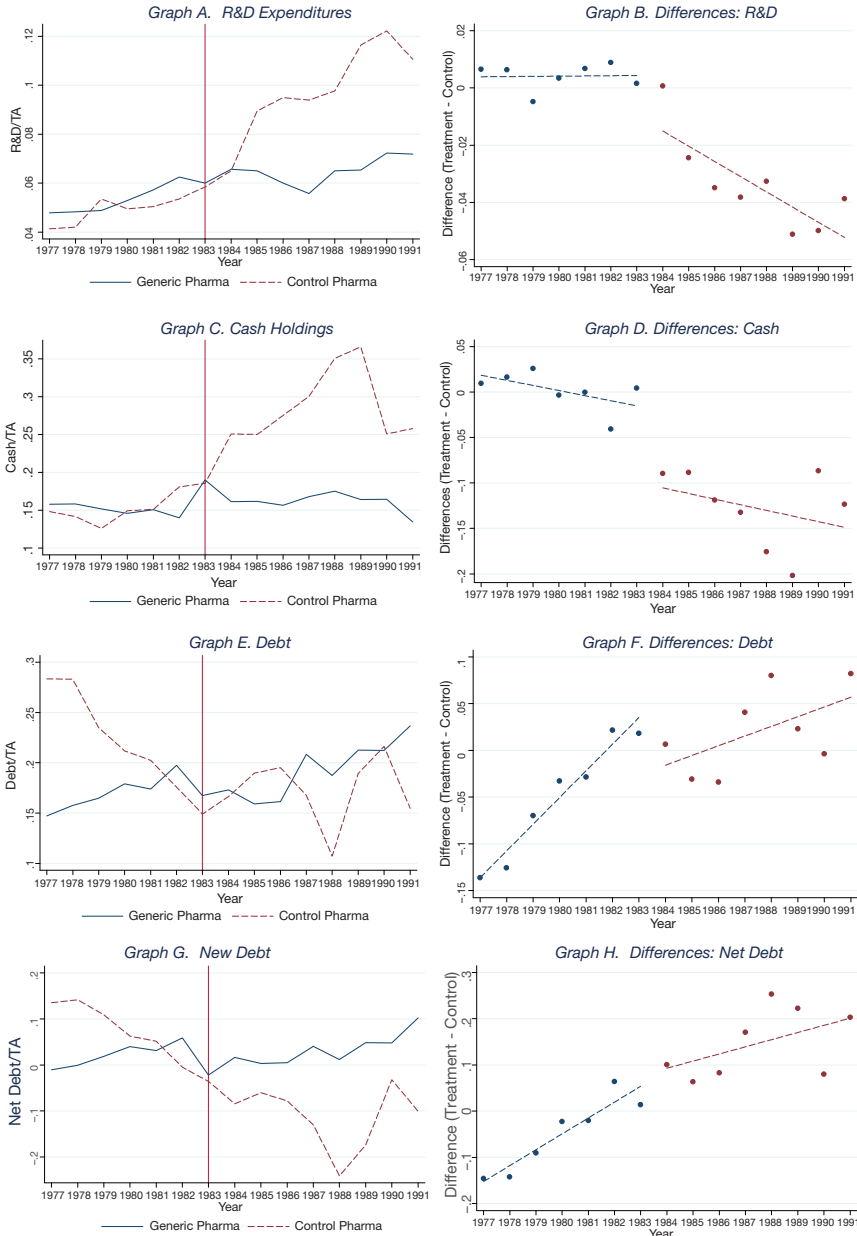 Graph A. R&D Expenditures
R&D/TA
.04 .06 .08 .1 .12
1977 1978 1979 1980 1981 1982 1983 1984 1985 1986 1987 1988 1989 1990 1991
Year
Generic Pharma Control Pharma
Graph B. Differences: R&D
Difference (Treatment - Control)
-.06 -.04 -.02 0 .02
1977 1978 1979 1980 1981 1982 1983 1984 1985 1986 1987 1988 1989 1990 1991
Year
Graph C. Cash Holdings
Cash/TA
.1 .15 .2 .25 .3 .35
1977 1978 1979 1980 1981 1982 1983 1984 1985 1986 1987 1988 1989 1990 1991
Year
Generic Pharma Control Pharma
Graph D. Differences: Cash
Differences (Treatment - Control)
-.2 -.15 -.1 -.05 0 .05
1977 1978 1979 1980 1981 1982 1983 1984 1985 1986 1987 1988 1989 1990 1991
Year
Graph E. Debt
Debt/TA
.1 .15 .2 .25 .3
1977 1978 1979 1980 1981 1982 1983 1984 1985 1986 1987 1988 1989 1990 1991
Year
Generic Pharma Control Pharma
Graph F. Differences: Debt
Difference (Treatment - Control)
-.15 -.1 -.05 0 .05 .1
1977 1978 1979 1980 1981 1982 1983 1984 1985 1986 1987 1988 1989 1990 1991
Year
Graph G. New Debt
Net Debt/TA
-.2 -.1 0 .1 .2
1977 1978 1979 1980 1981 1982 1983 1984 1985 1986 1987 1988 1989 1990 1991
Year
Generic Pharma Control Pharma
Graph H. Differences: Net Debt
Difference (Treatment - Control)
-.2 -.1 0 .1 .2 .3
1977 1978 1979 1980 1981 1982 1983 1984 1985 1986 1987 1988 1989 1990 1991
Year